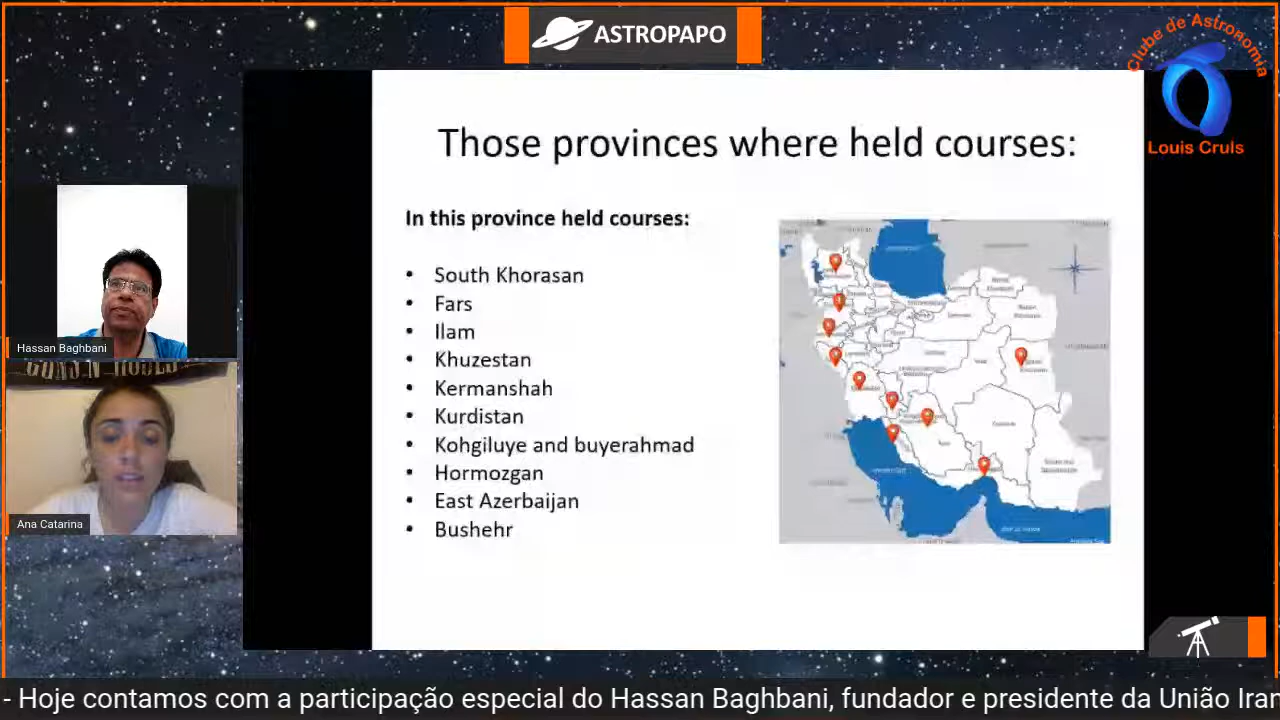 ASTROPAPO
Clube de Astronomia
Louis Cruls
Those provinces where held courses:
In this province held courses:
• South Khorasan
• Fars
• Ilam
• Khuzestan
• Kermanshah
• Kurdistan
• Kohgiluye and buyerahmad
• Hormozgan
• East Azerbaijan
• Bushehr
Hassan Baghbani
GUNS N' ROSES
Ana Catarina
- Hoje contamos com a participação especial do Hassan Baghbani, fundador e presidente da União Iran